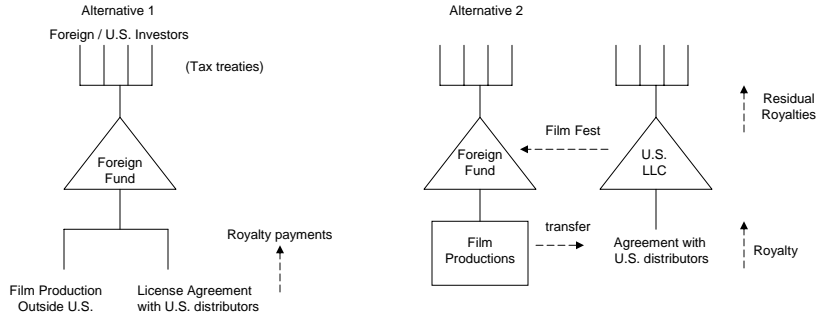 Alternative 1
Foreign / U.S. Investors
(Tax treaties)
Foreign
Fund
Royalty payments
Film Production
Outside U.S.
License Agreement
with U.S. distributors
Alternative 2
Residual
Royalties
Film Fest
Foreign
Fund
U.S.
LLC
Film
Productions
transfer
Agreement with
U.S. distributors
Royalty